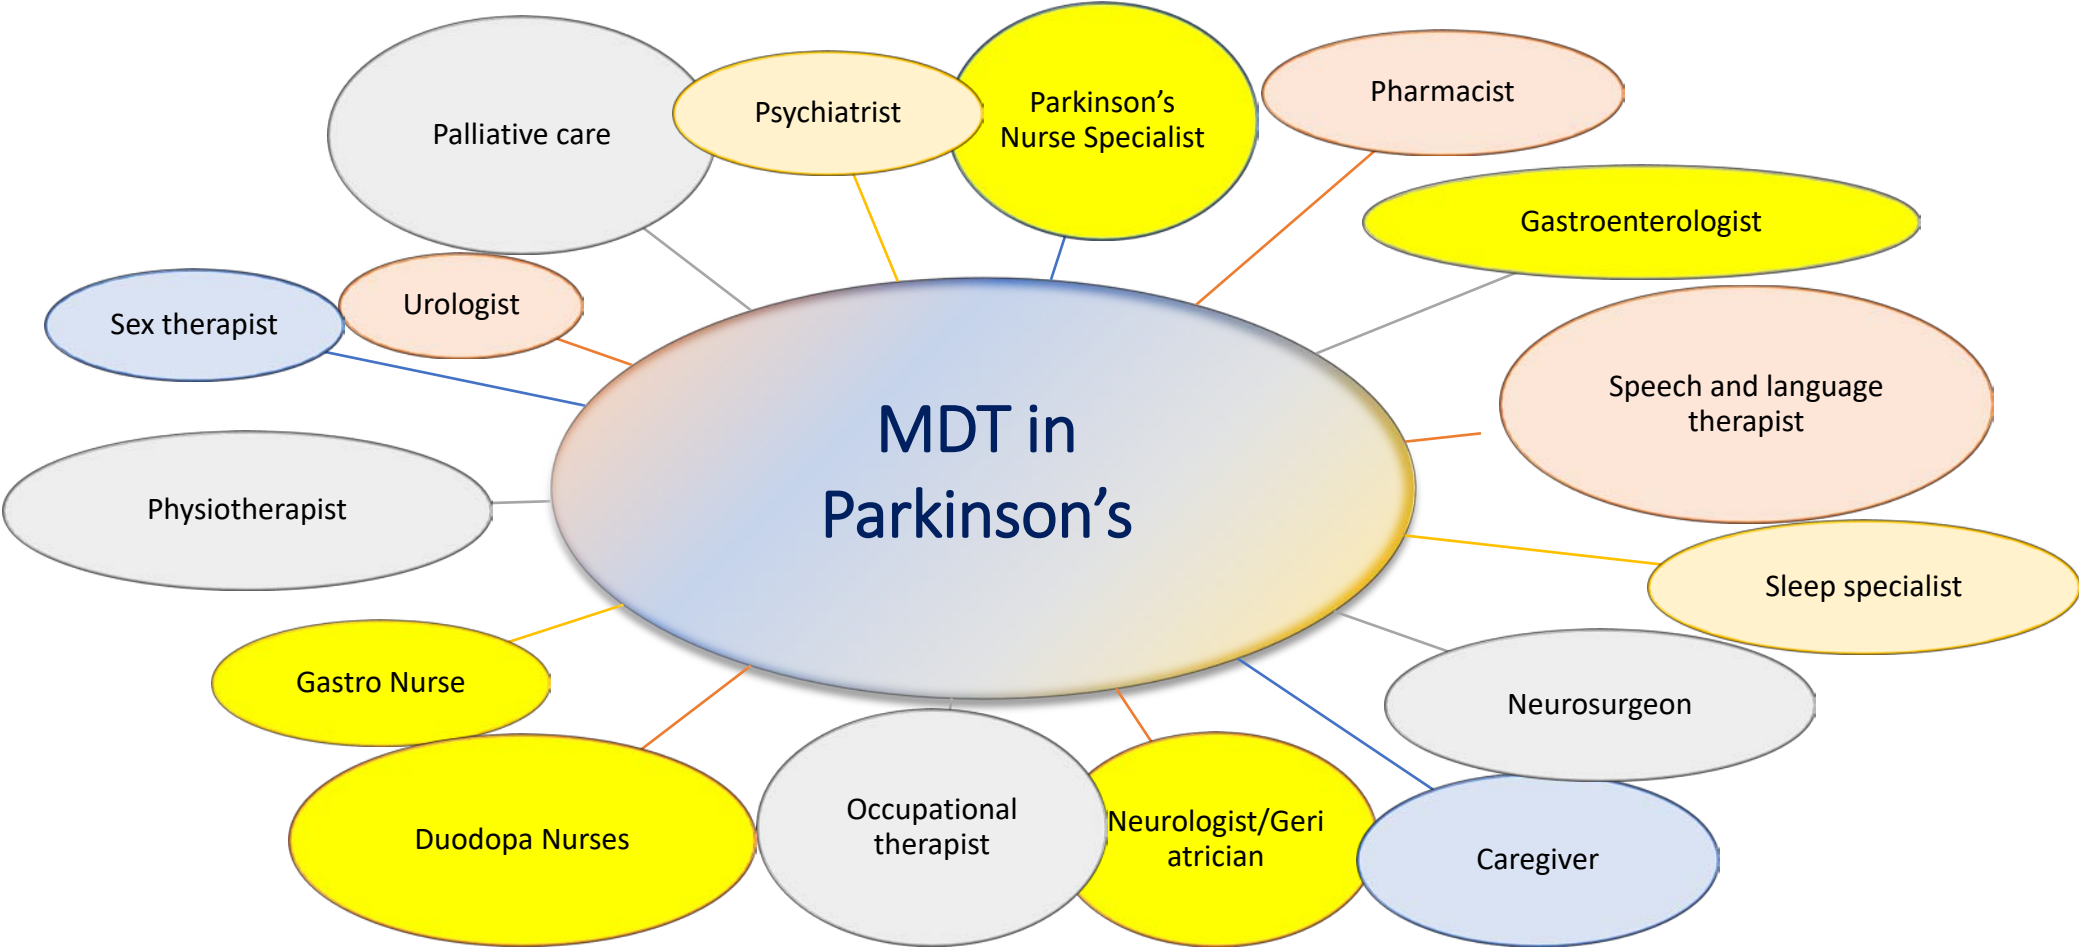 Palliative care
Psychiatrist
Parkinson’s
Nurse Specialist
Pharmacist
Gastroenterologist
Sex therapist
Urologist
Speech and language
therapist
MDT in
Parkinson’s
Physiotherapist
Sleep specialist
Gastro Nurse
Neurosurgeon
Duodopa Nurses
Occupational
therapist
Neurologist/Geri
atrician
Caregiver